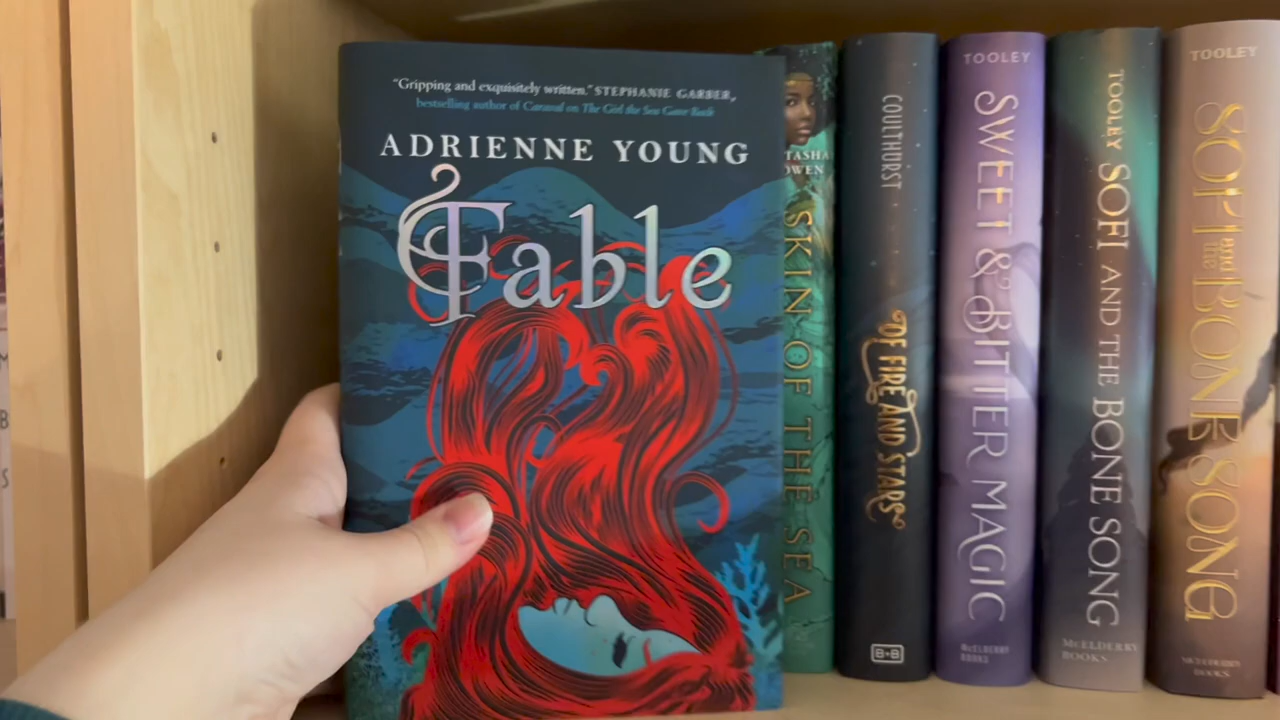 “Gripping and exquisitely written.” STEPHANIE GARBER,
bestselling author of Caraval on The Girl the Sea Gave Back
ADRIENNE YOUNG
Fable
TASHA
OWEN
SKIN OF THE SEA
COULTHURST
OF FIRE AND STARS
B+B
TOOLEY
SWEET & BITTER MAGIC
McELDERRY
BOOKS
TOOLEY
SOFI AND THE BONE SONG
McELDERRY
BOOKS
TOOLEY
SOFI and the BONE SONG
McELDERRY
BOOKS
M
B
S